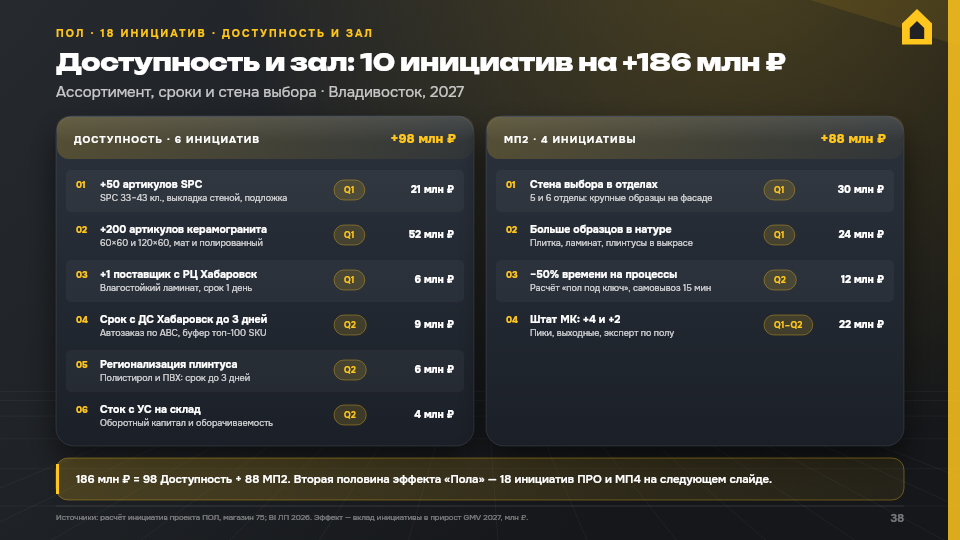 ПОЛ · 18 ИНИЦИАТИВ · ДОСТУПНОСТЬ И ЗАЛ
Доступность и зал: 10 инициатив на +186 млн ₽
Ассортимент, сроки и стена выбора · Владивосток, 2027
ДОСТУПНОСТЬ · 6 ИНИЦИАТИВ +98 млн ₽
01 +50 артикулов SPC Q1 21 млн ₽
SPC 33–43 кл., выкладка стеной, подложка
02 +200 артикулов керамогранита Q1 52 млн ₽
60×60 и 120×60, мат и полированный
03 +1 поставщик с РЦ Хабаровск Q1 6 млн ₽
Влагостойкий ламинат, срок 1 день
04 Срок с ДС Хабаровск до 3 дней Q2 9 млн ₽
Автозаказ по ABC, буфер топ-100 SKU
05 Регионализация плинтуса Q2 6 млн ₽
Полистирол и ПВХ: срок до 3 дней
06 Сток с УС на склад Q2 4 млн ₽
Оборотный капитал и оборачиваемость
МП2 · 4 ИНИЦИАТИВЫ +88 млн ₽
01 Стена выбора в отделах Q1 30 млн ₽
5 и 6 отделы: крупные образцы на фасаде
02 Больше образцов в натуре Q1 24 млн ₽
Плитка, ламинат, плинтусы в выкрасе
03 −50% времени на процессы Q2 12 млн ₽
Расчёт «пол под ключ», самовывоз 15 мин
04 Штат МК: +4 и +2 Q1–Q2 22 млн ₽
Пики, выходные, эксперт по полу
186 млн ₽ = 98 Доступность + 88 МП2. Вторая половина эффекта «Пола» — 18 инициатив ПРО и МП4 на следующем слайде.
Источники: расчёт инициатив проекта ПОЛ, магазин 75; BI ЛП 2026. Эффект — вклад инициативы в прирост GMV 2027, млн ₽.
38